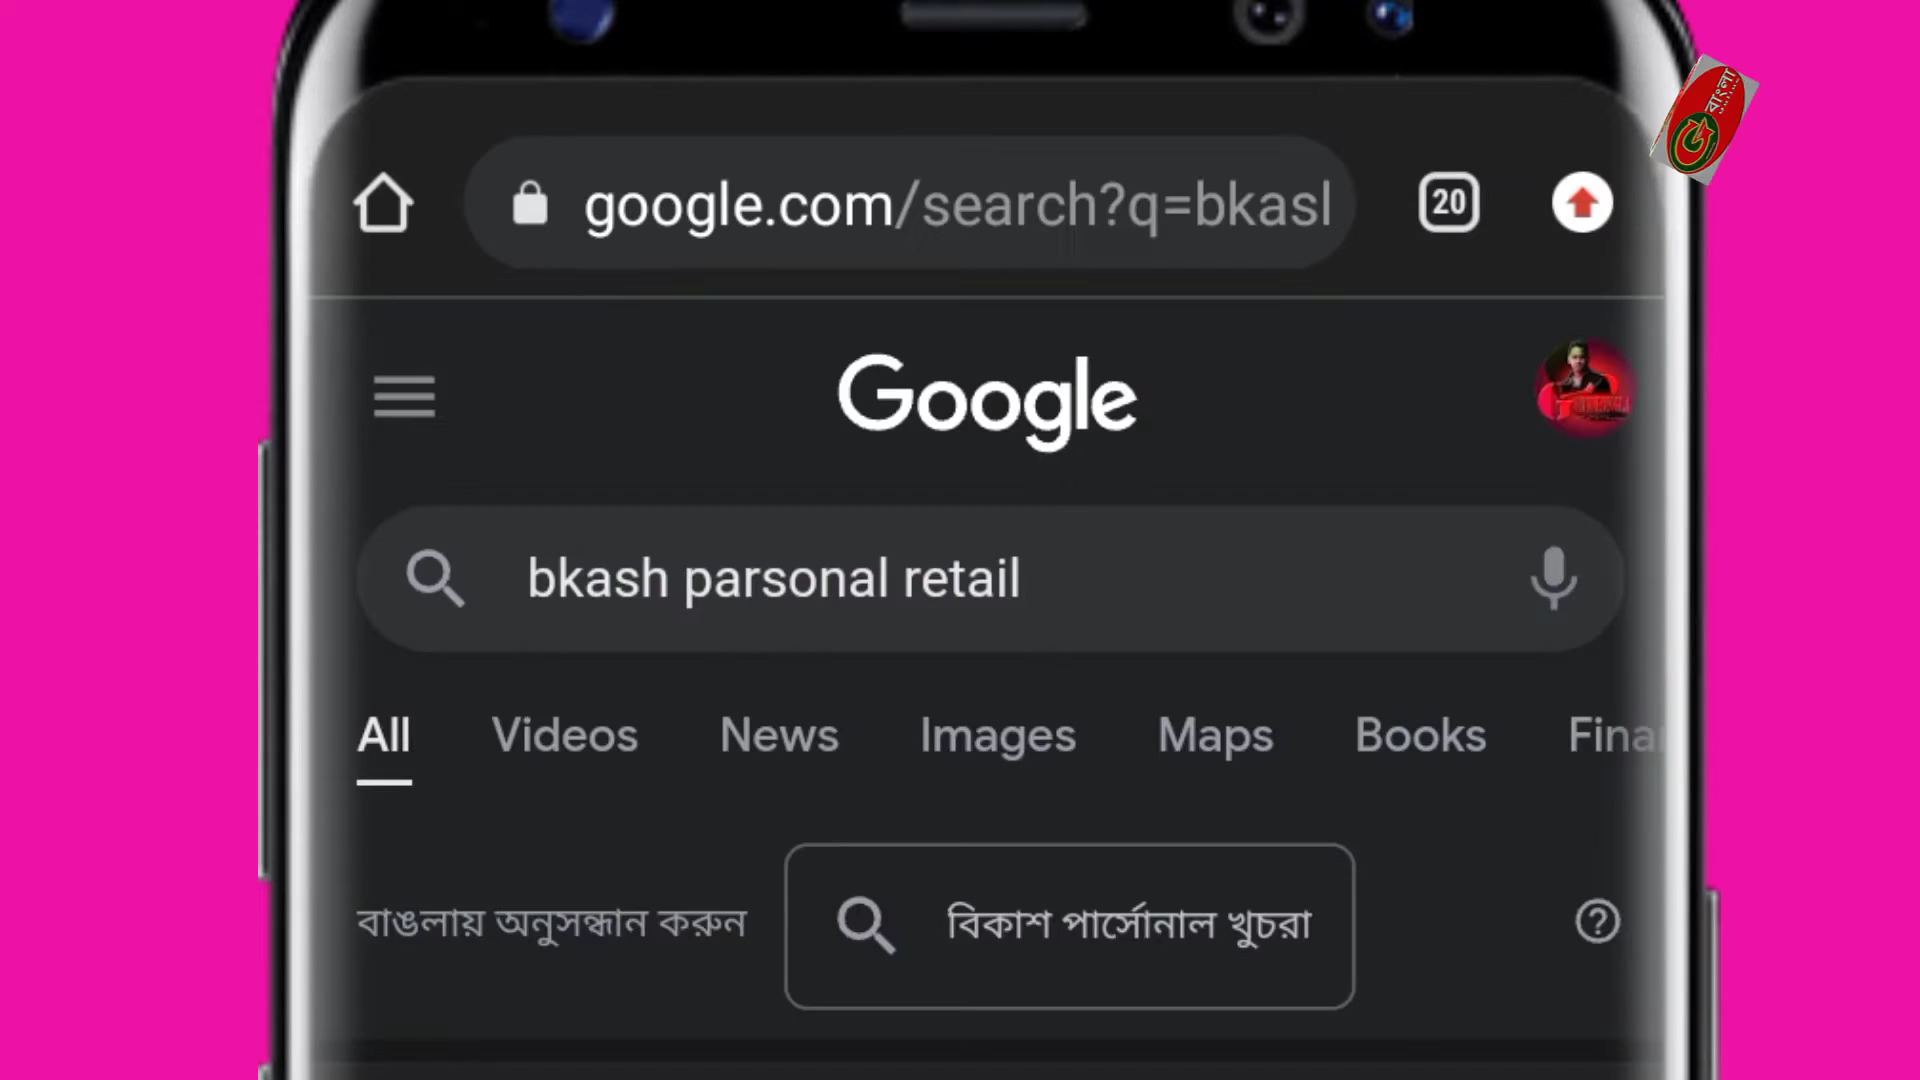 বাংলা
google.com/search?q=bkasl
20
Google
bkash parsonal retail
All Videos News Images Maps Books Fina
বাঙলায় অনুসন্ধান করুন বিকাশ পার্সোনাল খুচরা